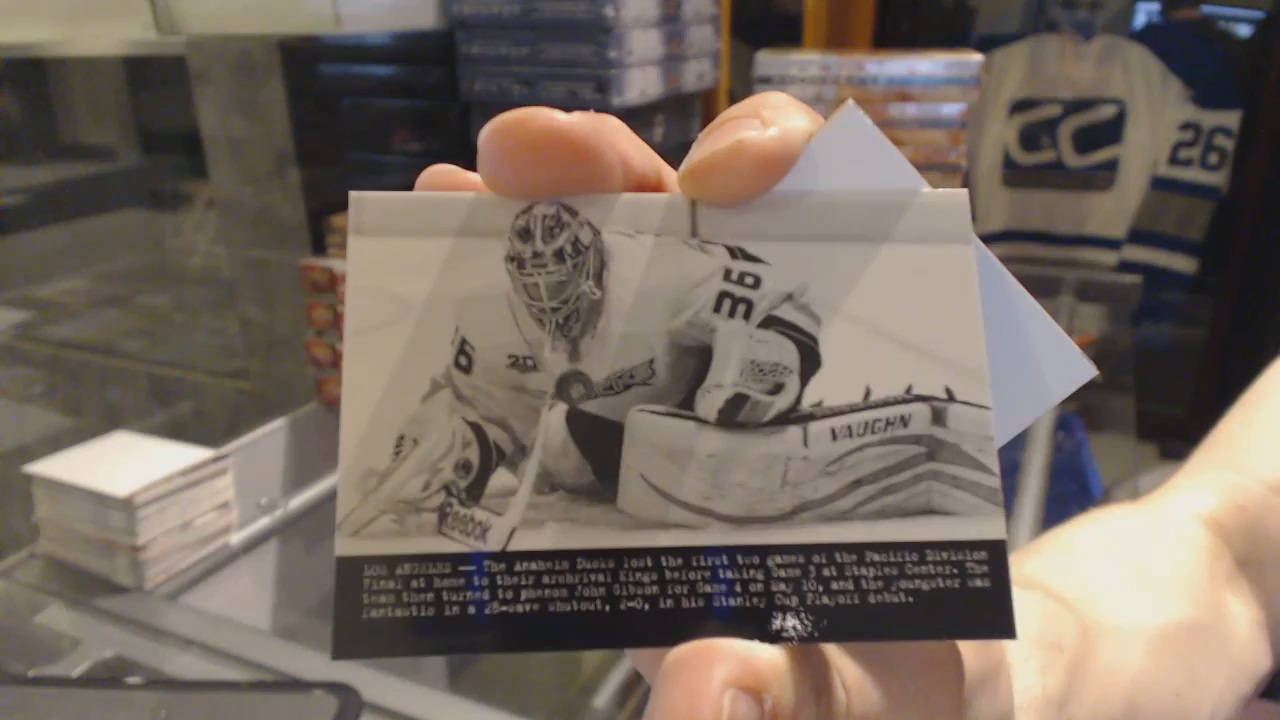 CC
26
36
6
20
VAUGHN
Reebok
LOS ANGELES — The Anaheim Ducks lost the first two games of the Pacific Division
Final at home to their archrival Kings before taking Game 3 at Staples Center. The
team then turned to phenom John Gibson for Game 4 on May 10, and the youngster was
fantastic in a 28-save shutout, 2-0, in his Stanley Cup Playoff debut.